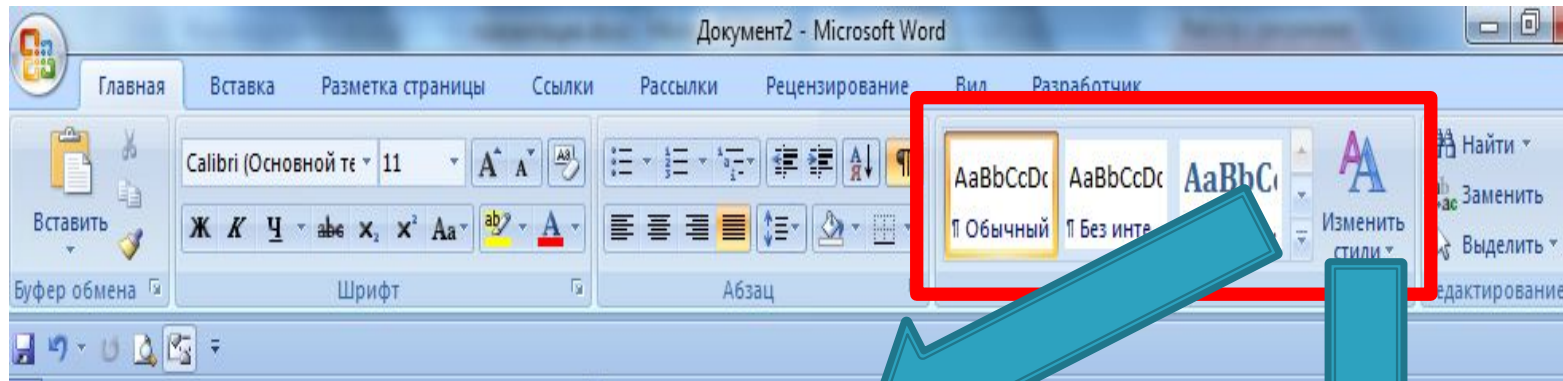 Документ2 - Microsoft Word
Главная Вставка Разметка страницы Ссылки Рассылки Рецензирование Вид Разработчик
Calibri (Основной те 11
Найти
AaBbCcDc AaBbCcDc AaBbC
Заменить
Вставить
Ж К Ч abc x₂ x² Aa ab A
¶ Обычный ¶ Без инте
Изменить стили
Выделить
Буфер обмена Шрифт Абзац